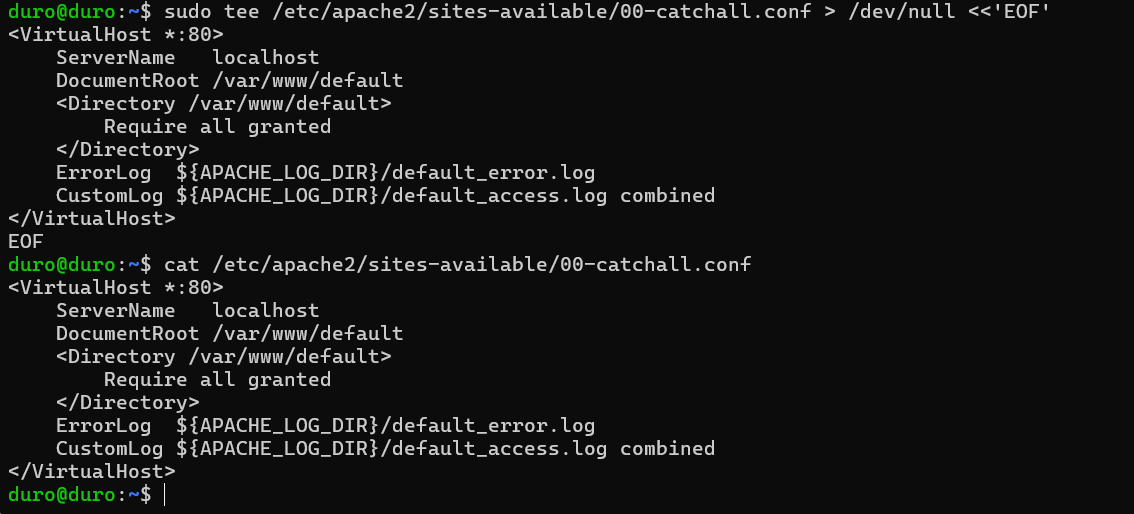 duro@duro:~$ sudo tee /etc/apache2/sites-available/00-catchall.conf > /dev/null <<'EOF'
<VirtualHost *:80>
    ServerName   localhost
    DocumentRoot /var/www/default
    <Directory /var/www/default>
        Require all granted
    </Directory>
    ErrorLog  ${APACHE_LOG_DIR}/default_error.log
    CustomLog ${APACHE_LOG_DIR}/default_access.log combined
</VirtualHost>
EOF
duro@duro:~$ cat /etc/apache2/sites-available/00-catchall.conf
<VirtualHost *:80>
    ServerName   localhost
    DocumentRoot /var/www/default
    <Directory /var/www/default>
        Require all granted
    </Directory>
    ErrorLog  ${APACHE_LOG_DIR}/default_error.log
    CustomLog ${APACHE_LOG_DIR}/default_access.log combined
</VirtualHost>
duro@duro:~$